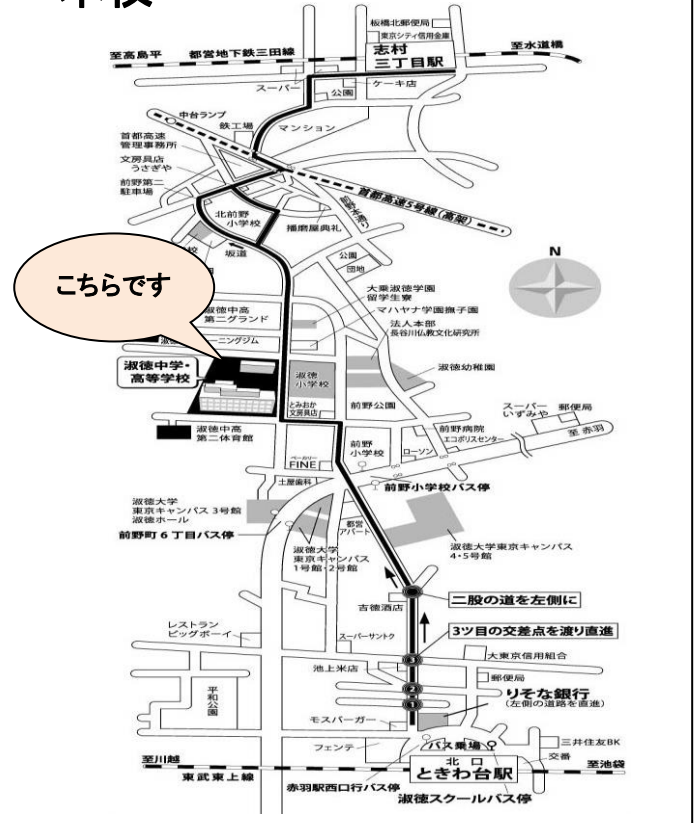 本校
板橋北郵便局
東京シティ信用金庫
至高島平
都営地下鉄三田線
志村
三丁目駅
至水道橋
スーパー
ケーキ店
公園
中台ランプ
鉄工場
マンション
首都高速
管理事務所
文房具店
うさぎや
前野第二
駐車場
首都高速5号線(高架)
北前野
小学校
播磨屋典礼
校
坂道
公園
団地
N
こちらです
大乗淑徳学園
留学生寮
マハヤナ学園撫子園
法人本部
長谷川仏教文化研究所
淑徳中高
第二グランド
ーニングジム
淑徳中学・
高等学校
淑徳
小学校
淑徳幼稚園
とみおか
文房具店
前野公園
スーパー
いずみや
郵便局
至赤羽
淑徳中高
第二体育館
前野
小学校
前野病院
エコポリスセンター
ローソン
ベーカリー
FINE
土屋歯科
前野小学校バス停
淑徳大学
東京キャンパス3号館
淑徳ホール
前野町6丁目バス停
都営
アパート
淑徳大学
東京キャンパス
1号館・2号館
淑徳大学東京キャンパス
4・5号館
吉徳酒店
二股の道を左側に
レストラン
ビッグボーイ
スーパーサントク
3ツ目の交差点を渡り直進
3
大東京信用組合
池上米店
郵便局
2
1
平和公園
りそな銀行
(左側の道路を直進)
モスバーガー
フェンテ
バス乗場
三井住友BK
交番
至川越
東武東上線
北口
ときわ台駅
至池袋
赤羽駅西口行バス停
淑徳スクールバス停